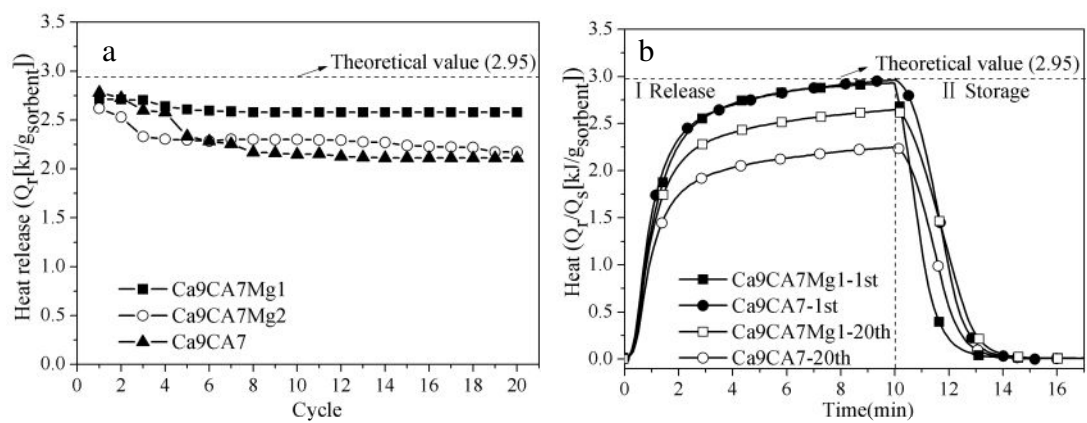 a
Heat release (Qr[kJ/gsorbent])
3.5
3.0
2.5
2.0
1.5
1.0
0.5
0.0
Theoretical value (2.95)
Ca9CA7Mg1
Ca9CA7Mg2
Ca9CA7
0 2 4 6 8 10 12 14 16 18 20
Cycle
b
Heat (Qr/Qs[kJ/gsorbent])
3.5
3.0
2.5
2.0
1.5
1.0
0.5
0.0
Theoretical value (2.95)
I Release
II Storage
Ca9CA7Mg1-1st
Ca9CA7-1st
Ca9CA7Mg1-20th
Ca9CA7-20th
0 2 4 6 8 10 12 14 16
Time(min)